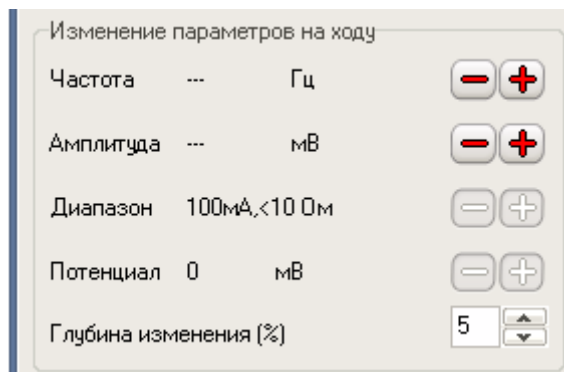 Изменение параметров на ходу
Частота --- Гц
Амплитуда --- мВ
Диапазон 100мА,<10 Ом
Потенциал 0 мВ
Глубина изменения (%) 5